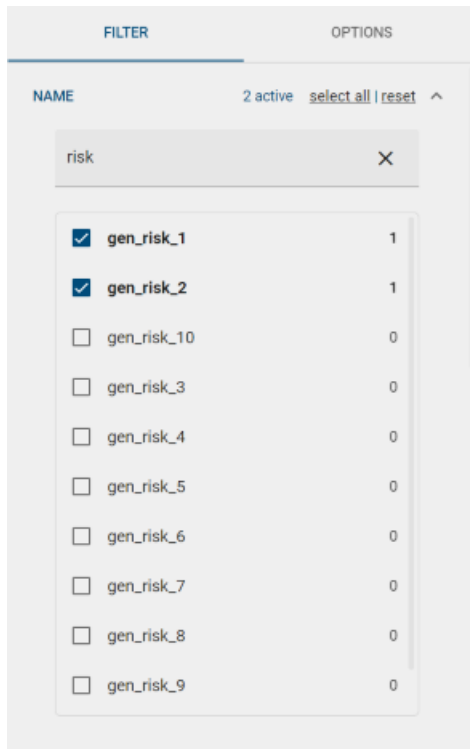 FILTER OPTIONS
NAME 2 active select all | reset
risk
gen_risk_1 1
gen_risk_2 1
gen_risk_10 0
gen_risk_3 0
gen_risk_4 0
gen_risk_5 0
gen_risk_6 0
gen_risk_7 0
gen_risk_8 0
gen_risk_9 0